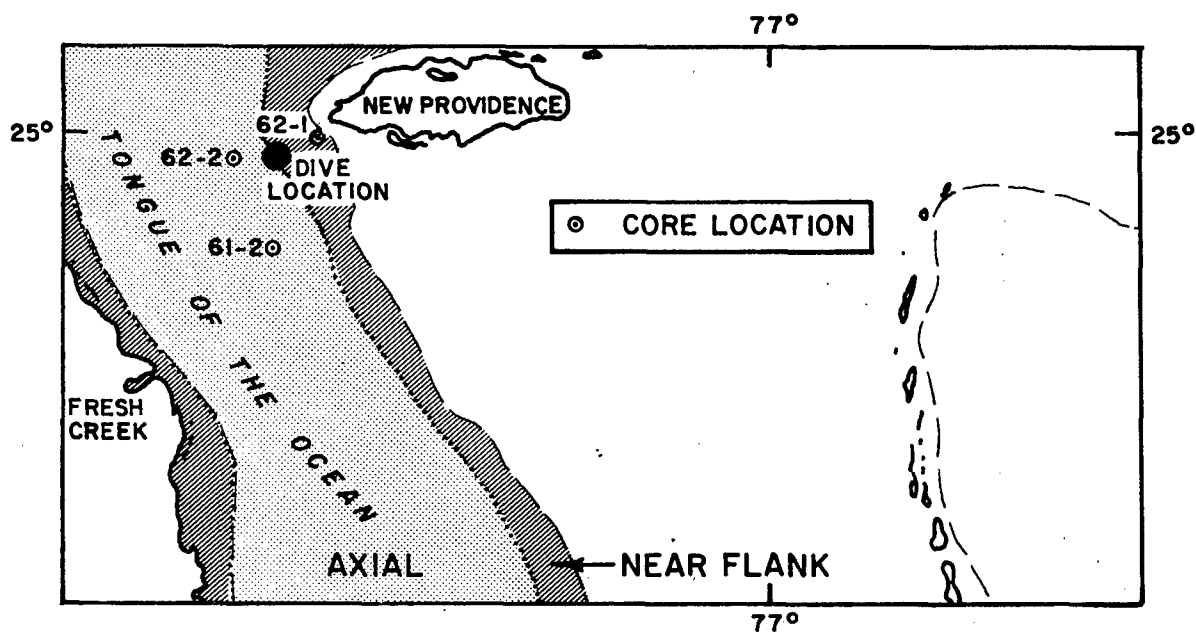 77°
NEW PROVIDENCE
25°
62-1
25°
62-2
DIVE
LOCATION
CORE LOCATION
61-2
TONGUE OF THE OCEAN
FRESH
CREEK
AXIAL
NEAR FLANK
77°